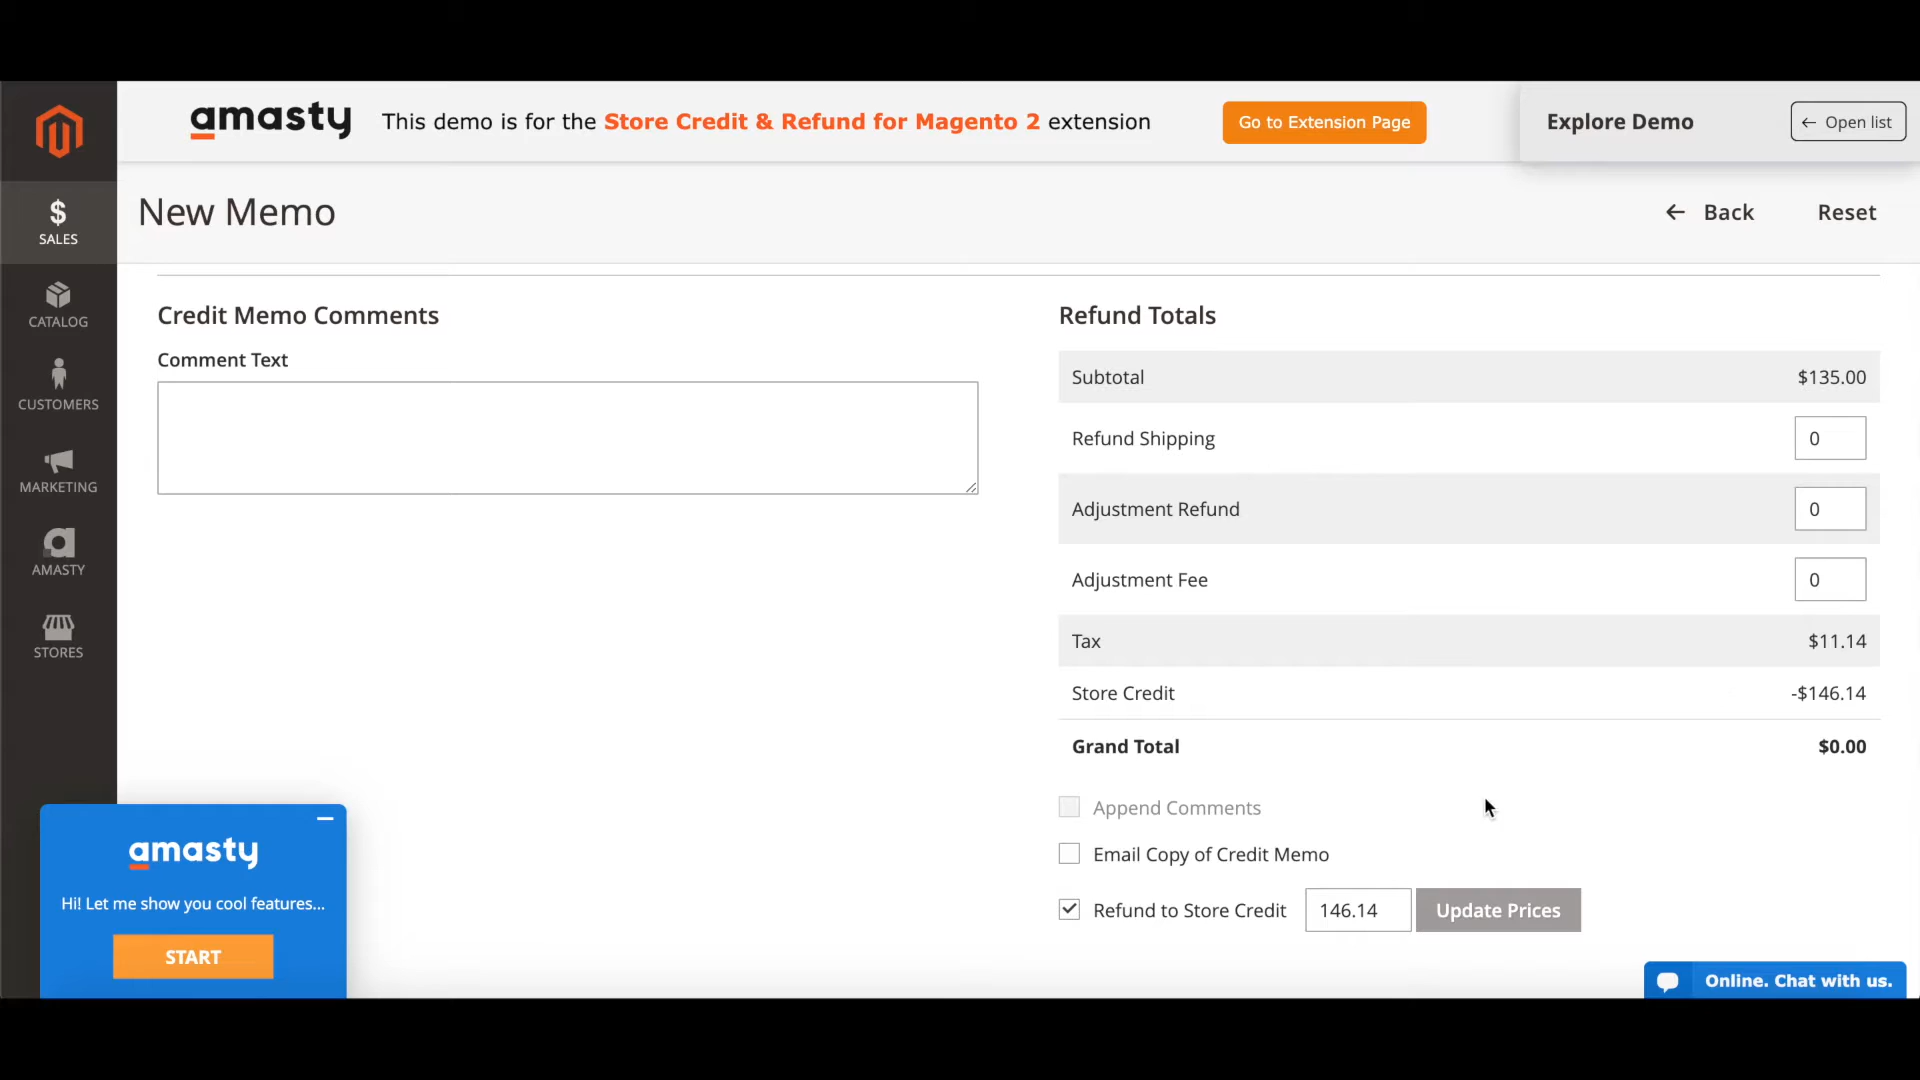 amasty
This demo is for the Store Credit & Refund for Magento 2 extension
Go to Extension Page
Explore Demo
← Open list
$
SALES
New Memo
← Back
Reset
CATALOG
CUSTOMERS
MARKETING
AMASTY
STORES
Credit Memo Comments
Comment Text
Refund Totals
Subtotal $135.00
Refund Shipping 0
Adjustment Refund 0
Adjustment Fee 0
Tax $11.14
Store Credit -$146.14
Grand Total $0.00
Append Comments
Email Copy of Credit Memo
Refund to Store Credit 146.14 Update Prices
amasty
Hi! Let me show you cool features...
START
Online. Chat with us.